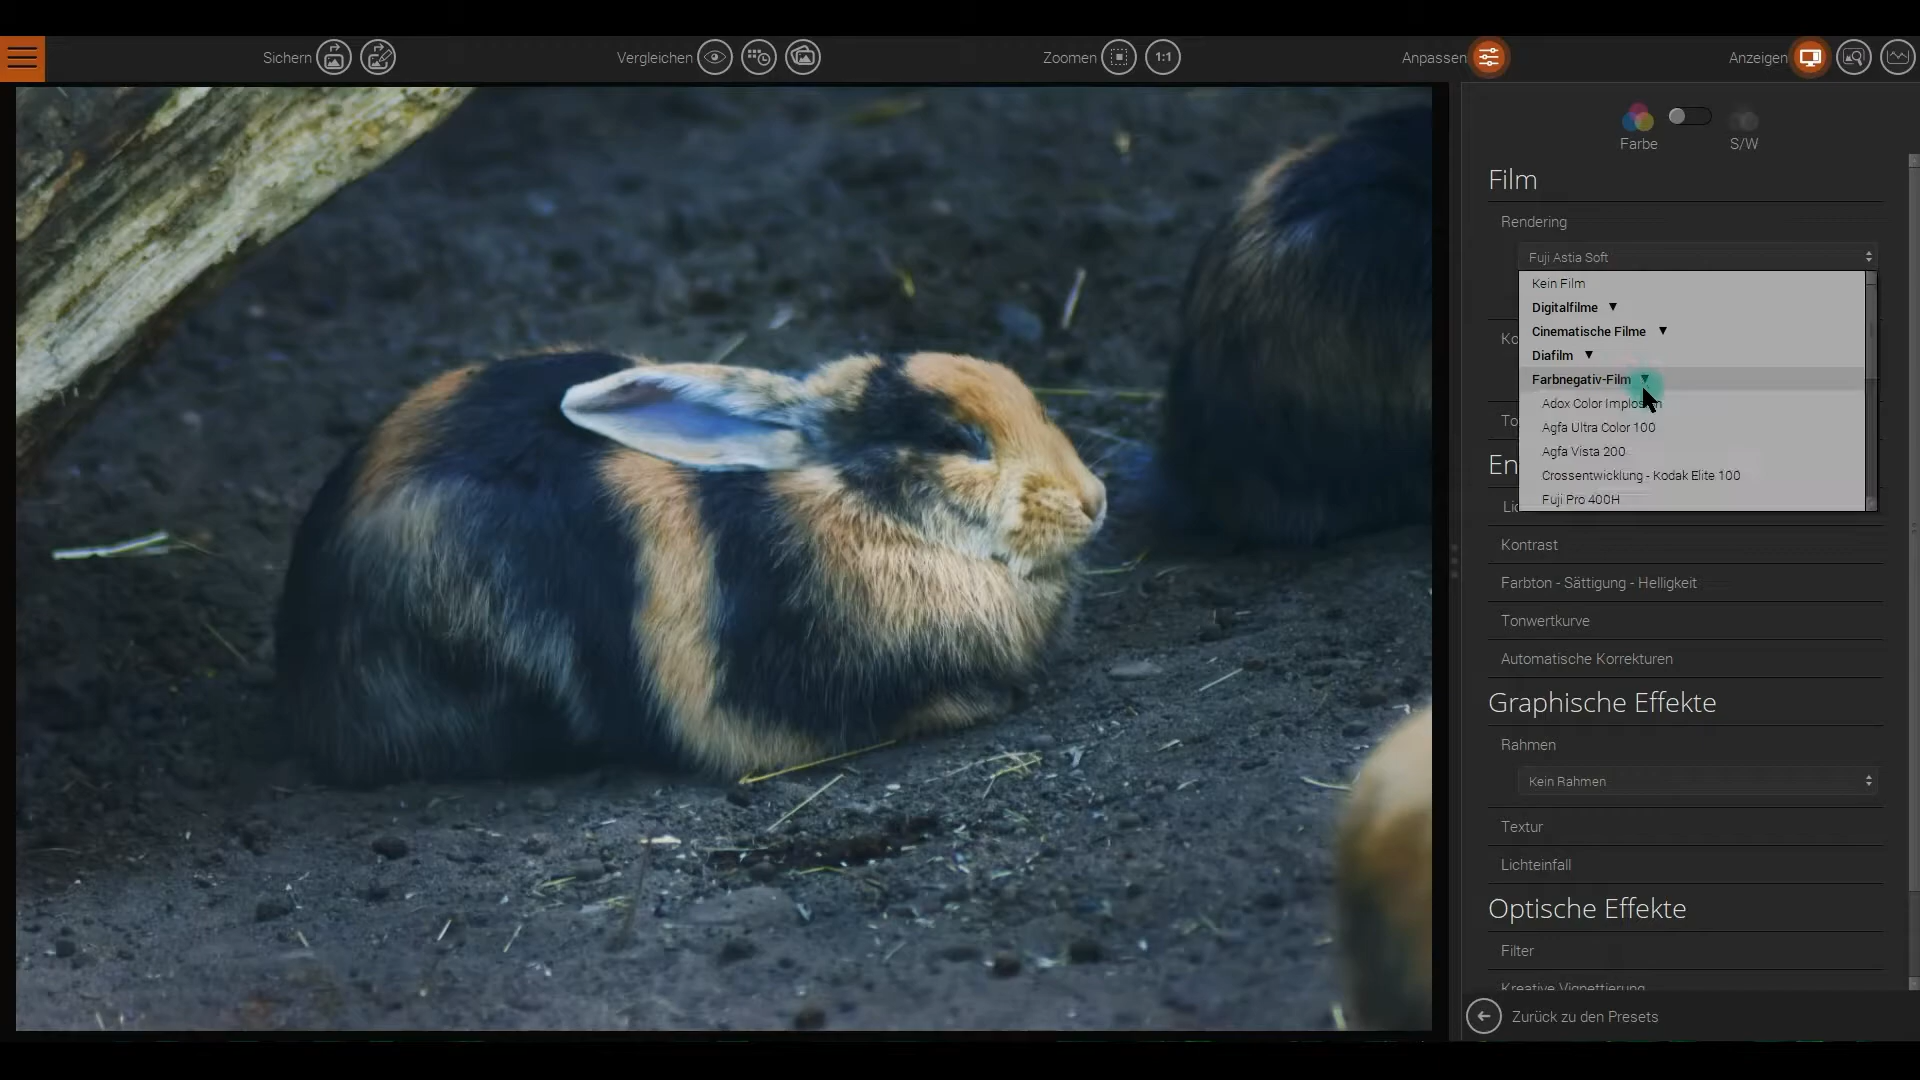 Sichern
Vergleichen
Zoomen
1:1
Anpassen
Anzeigen
Farbe
S/W
Film
Rendering
Fuji Astia Soft
Kein Film
Digitalfilme
Cinematische Filme
Diafilm
Farbnegativ-Film
Agfa Ultra Color 100
Agfa Vista 200
Crossentwicklung - Kodak Elite 100
Fuji Pro 400H
Adox Color
Kontrast
Farbton - Sättigung - Helligkeit
Tonwertkurve
Automatische Korrekturen
Graphische Effekte
Rahmen
Kein Rahmen
Textur
Lichteinfall
Optische Effekte
Filter
Kreative Vignettierung
Zurück zu den Presets